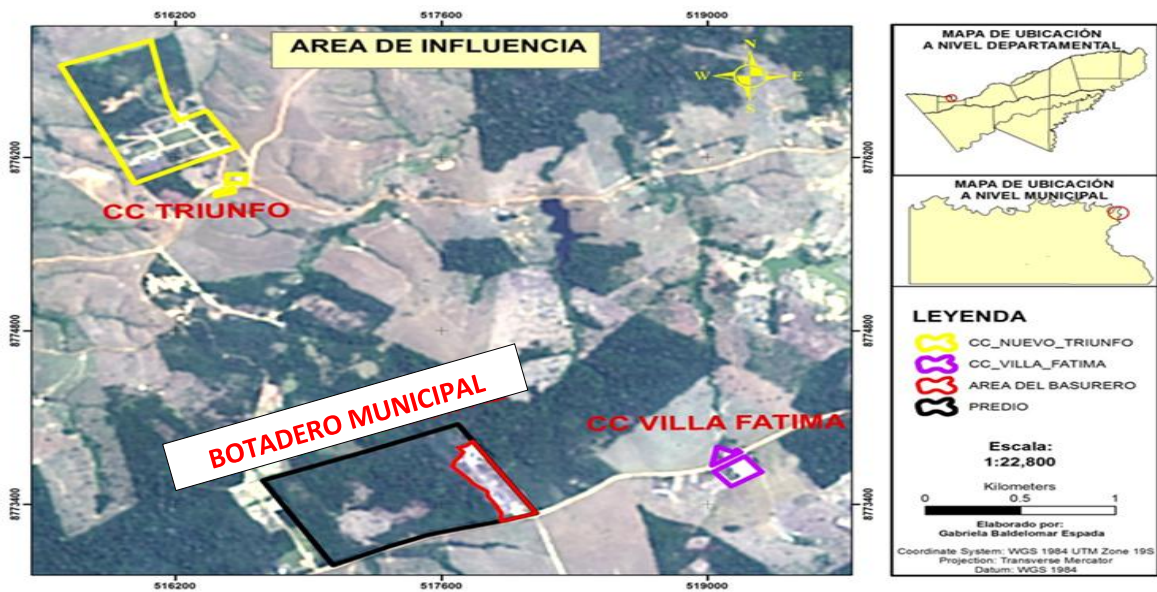 516200
517600
519000
AREA DE INFLUENCIA
N
W
E
S
8776200
8776200
CC TRIUNFO
8774800
8774800
BOTADERO MUNICIPAL
CC VILLA FATIMA
8773400
8773400
516200
517600
519000
MAPA DE UBICACIÓN
A NIVEL DEPARTAMENTAL
MAPA DE UBICACIÓN
A NIVEL MUNICIPAL
LEYENDA
CC_NUEVO_TRIUNFO
CC_VILLA_FATIMA
AREA DEL BASURERO
PREDIO
Escala:
1:22,800
Kilometers
0 0.5 1
Elaborado por:
Gabriela Baldelomar Espada
Coordinate System: WGS 1984 UTM Zone 19S
Projection: Transverse Mercator
Datum: WGS 1984